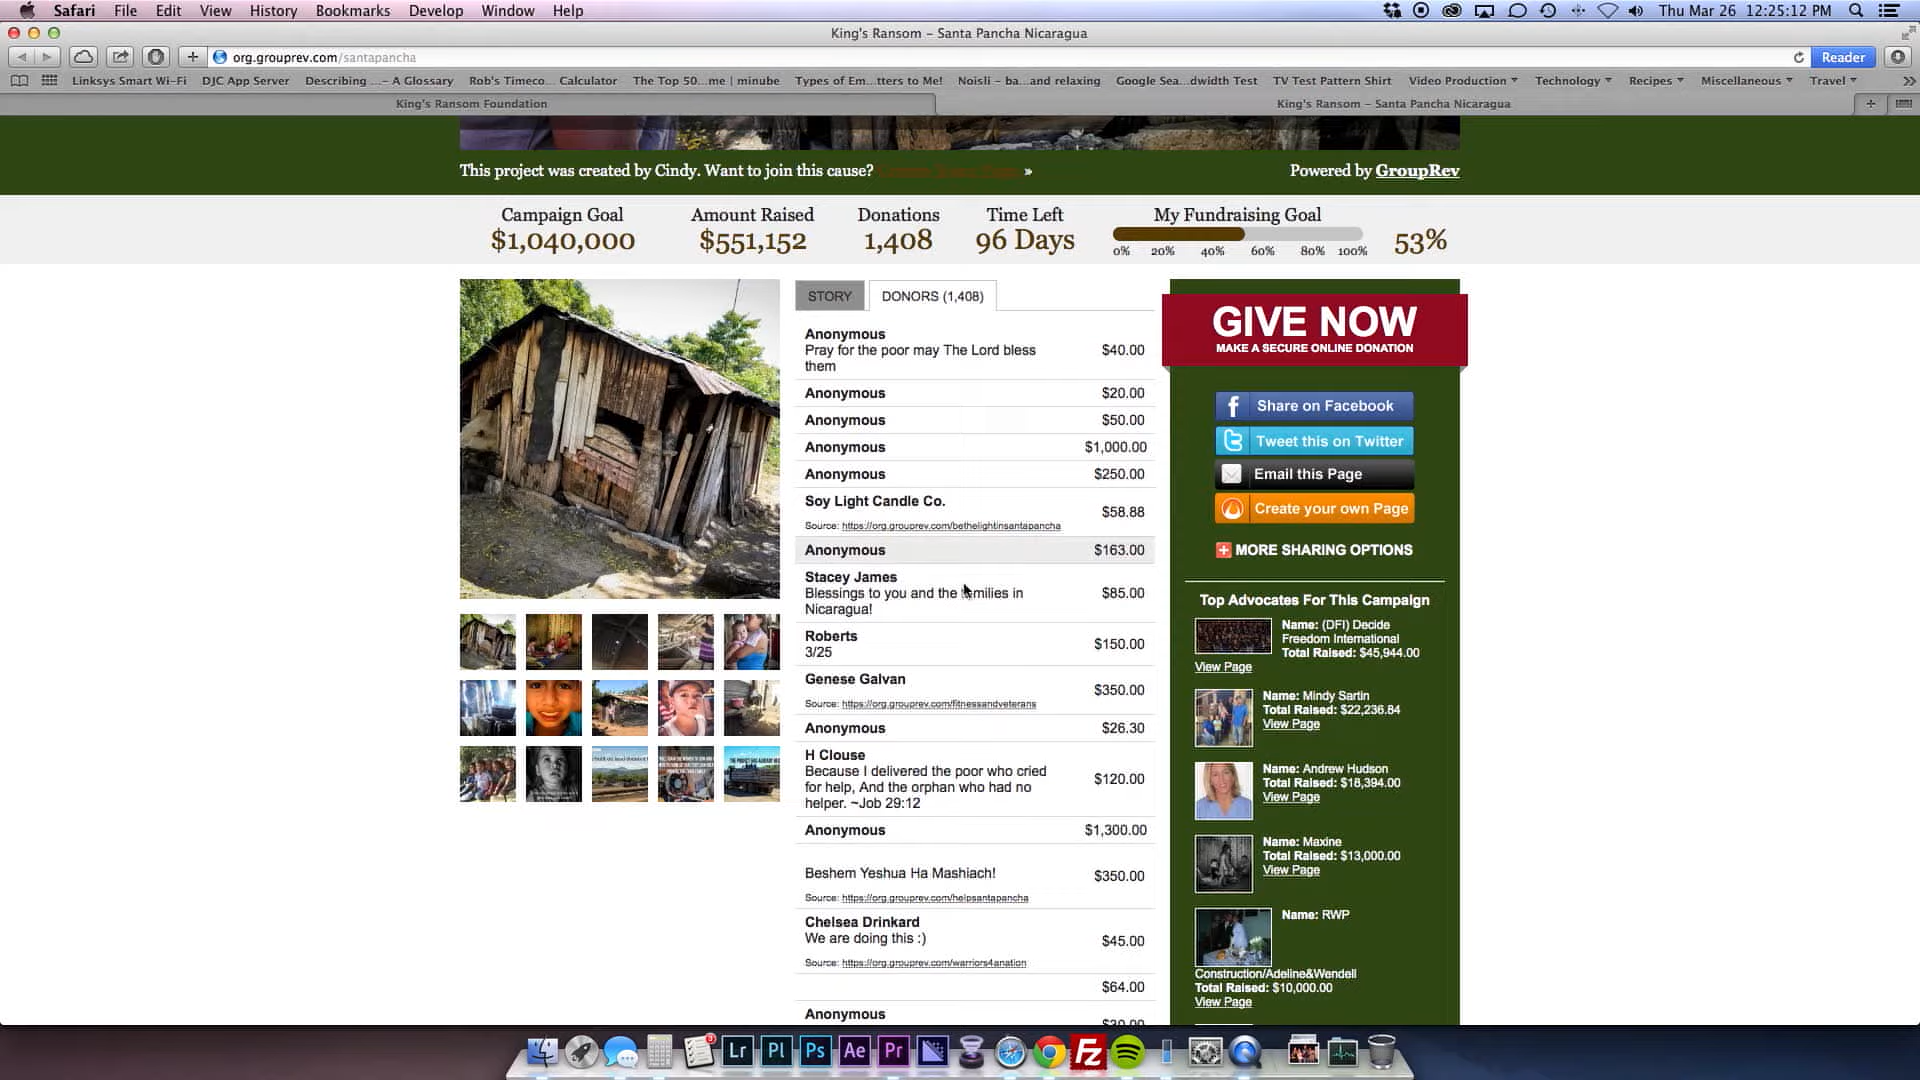 Safari File Edit View History Bookmarks Develop Window Help Thu Mar 26 12:25:12 PM
King's Ransom – Santa Pancha Nicaragua
org.grouprev.com/santapancha Reader
Linksys Smart Wi-Fi DJC App Server Describing ...- A Glossary Rob's Timeco... Calculator The Top 50...me | minube Types of Em...tters to Me! Noisli - ba...and relaxing Google Sea...dwidth Test TV Test Pattern Shirt Video Production Technology Recipes Miscellaneous Travel
King's Ransom Foundation King's Ransom – Santa Pancha Nicaragua
This project was created by Cindy. Want to join this cause? » Powered by GroupRev
Campaign Goal Amount Raised Donations Time Left My Fundraising Goal
$1,040,000 $551,152 1,408 96 Days 53%
0% 20% 40% 60% 80% 100%
STORY DONORS (1,408)
Anonymous
Pray for the poor may The Lord bless
them
$40.00
Anonymous $20.00
Anonymous $50.00
Anonymous $1,000.00
Anonymous $250.00
Soy Light Candle Co.
Source: https://org.grouprev.com/bethelightinsantapancha
$58.88
Anonymous $163.00
Stacey James
Blessings to you and the families in
Nicaragua!
$85.00
Roberts
3/25
$150.00
Genese Galvan
Source: https://org.grouprev.com/fitnessandveterans
$350.00
Anonymous $26.30
H Clouse
Because I delivered the poor who cried
for help, And the orphan who had no
helper. ~Job 29:12
$120.00
Anonymous $1,300.00
Beshem Yeshua Ha Mashiach!
Source: https://org.grouprev.com/helpsantapancha
$350.00
Chelsea Drinkard
We are doing this :)
Source: https://org.grouprev.com/warriors4anation
$45.00
$64.00
Anonymous
GIVE NOW
MAKE A SECURE ONLINE DONATION
Share on Facebook
Tweet this on Twitter
Email this Page
Create your own Page
MORE SHARING OPTIONS
Top Advocates For This Campaign
Name: (DFI) Decide
Freedom International
Total Raised: $45,944.00
View Page
Name: Mindy Sartin
Total Raised: $22,236.84
View Page
Name: Andrew Hudson
Total Raised: $18,394.00
View Page
Name: Maxine
Total Raised: $13,000.00
View Page
Name: RWP
Construction/Adeline&Wendell
Total Raised: $10,000.00
View Page
Lr Pl Ps Ae Pr Fz